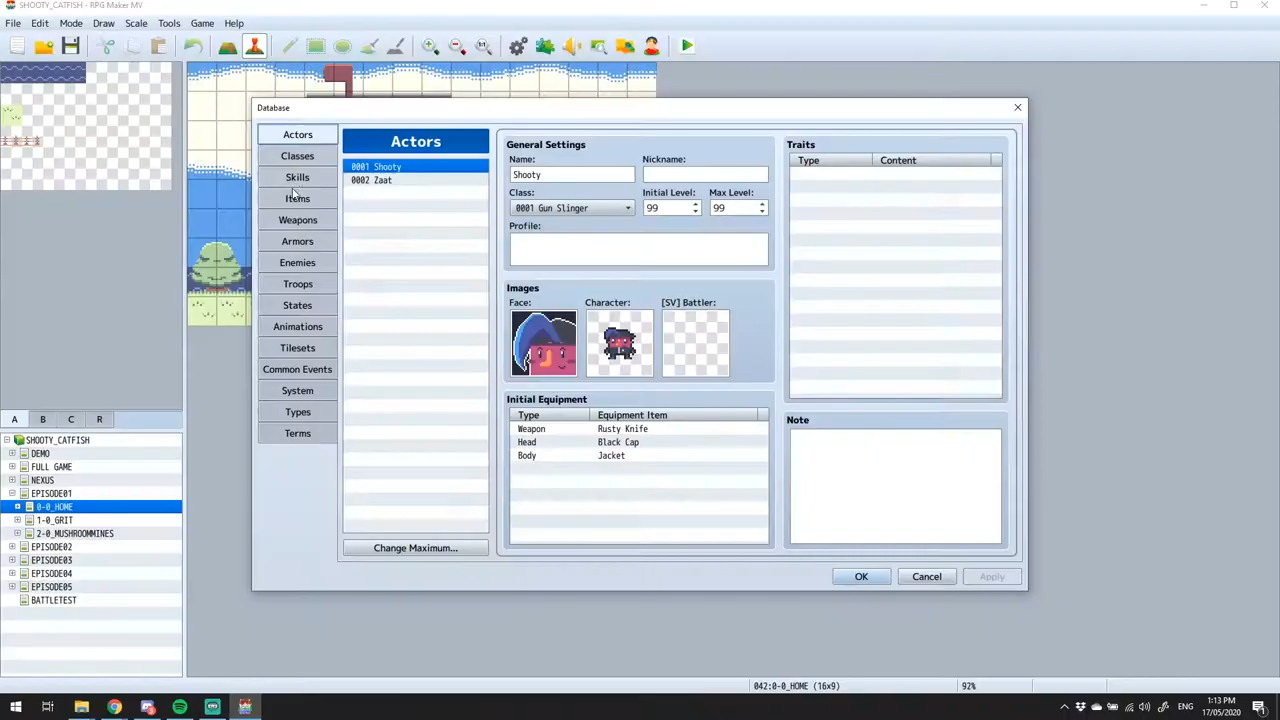 SHOOTY_CATFISH - RPG Maker MV
File Edit Mode Draw Scale Tools Game Help
Database
Actors
Classes
Skills
Items
Weapons
Armors
Enemies
Troops
States
Animations
Tilesets
Common Events
System
Types
Terms
Actors
0001 Shooty
0002 Zaat
Change Maximum...
General Settings
Name: Nickname:
Shooty
Class: Initial Level: Max Level:
0001 Gun Slinger 99 99
Profile:
Images
Face: Character: [SV] Battler:
Initial Equipment
Type Equipment Item
Weapon Rusty Knife
Head Black Cap
Body Jacket
Traits
Type Content
Note
OK Cancel Apply
A B C R
SHOOTY_CATFISH
DEMO
FULL GAME
NEXUS
EPISODE01
0-0_HOME
1-0_GRIT
2-0_MUSHROOMMINES
EPISODE02
EPISODE03
EPISODE04
EPISODE05
BATTLETEST
042:0-0_HOME (16x9) 92%
ENG
1:13 PM
17/05/2020